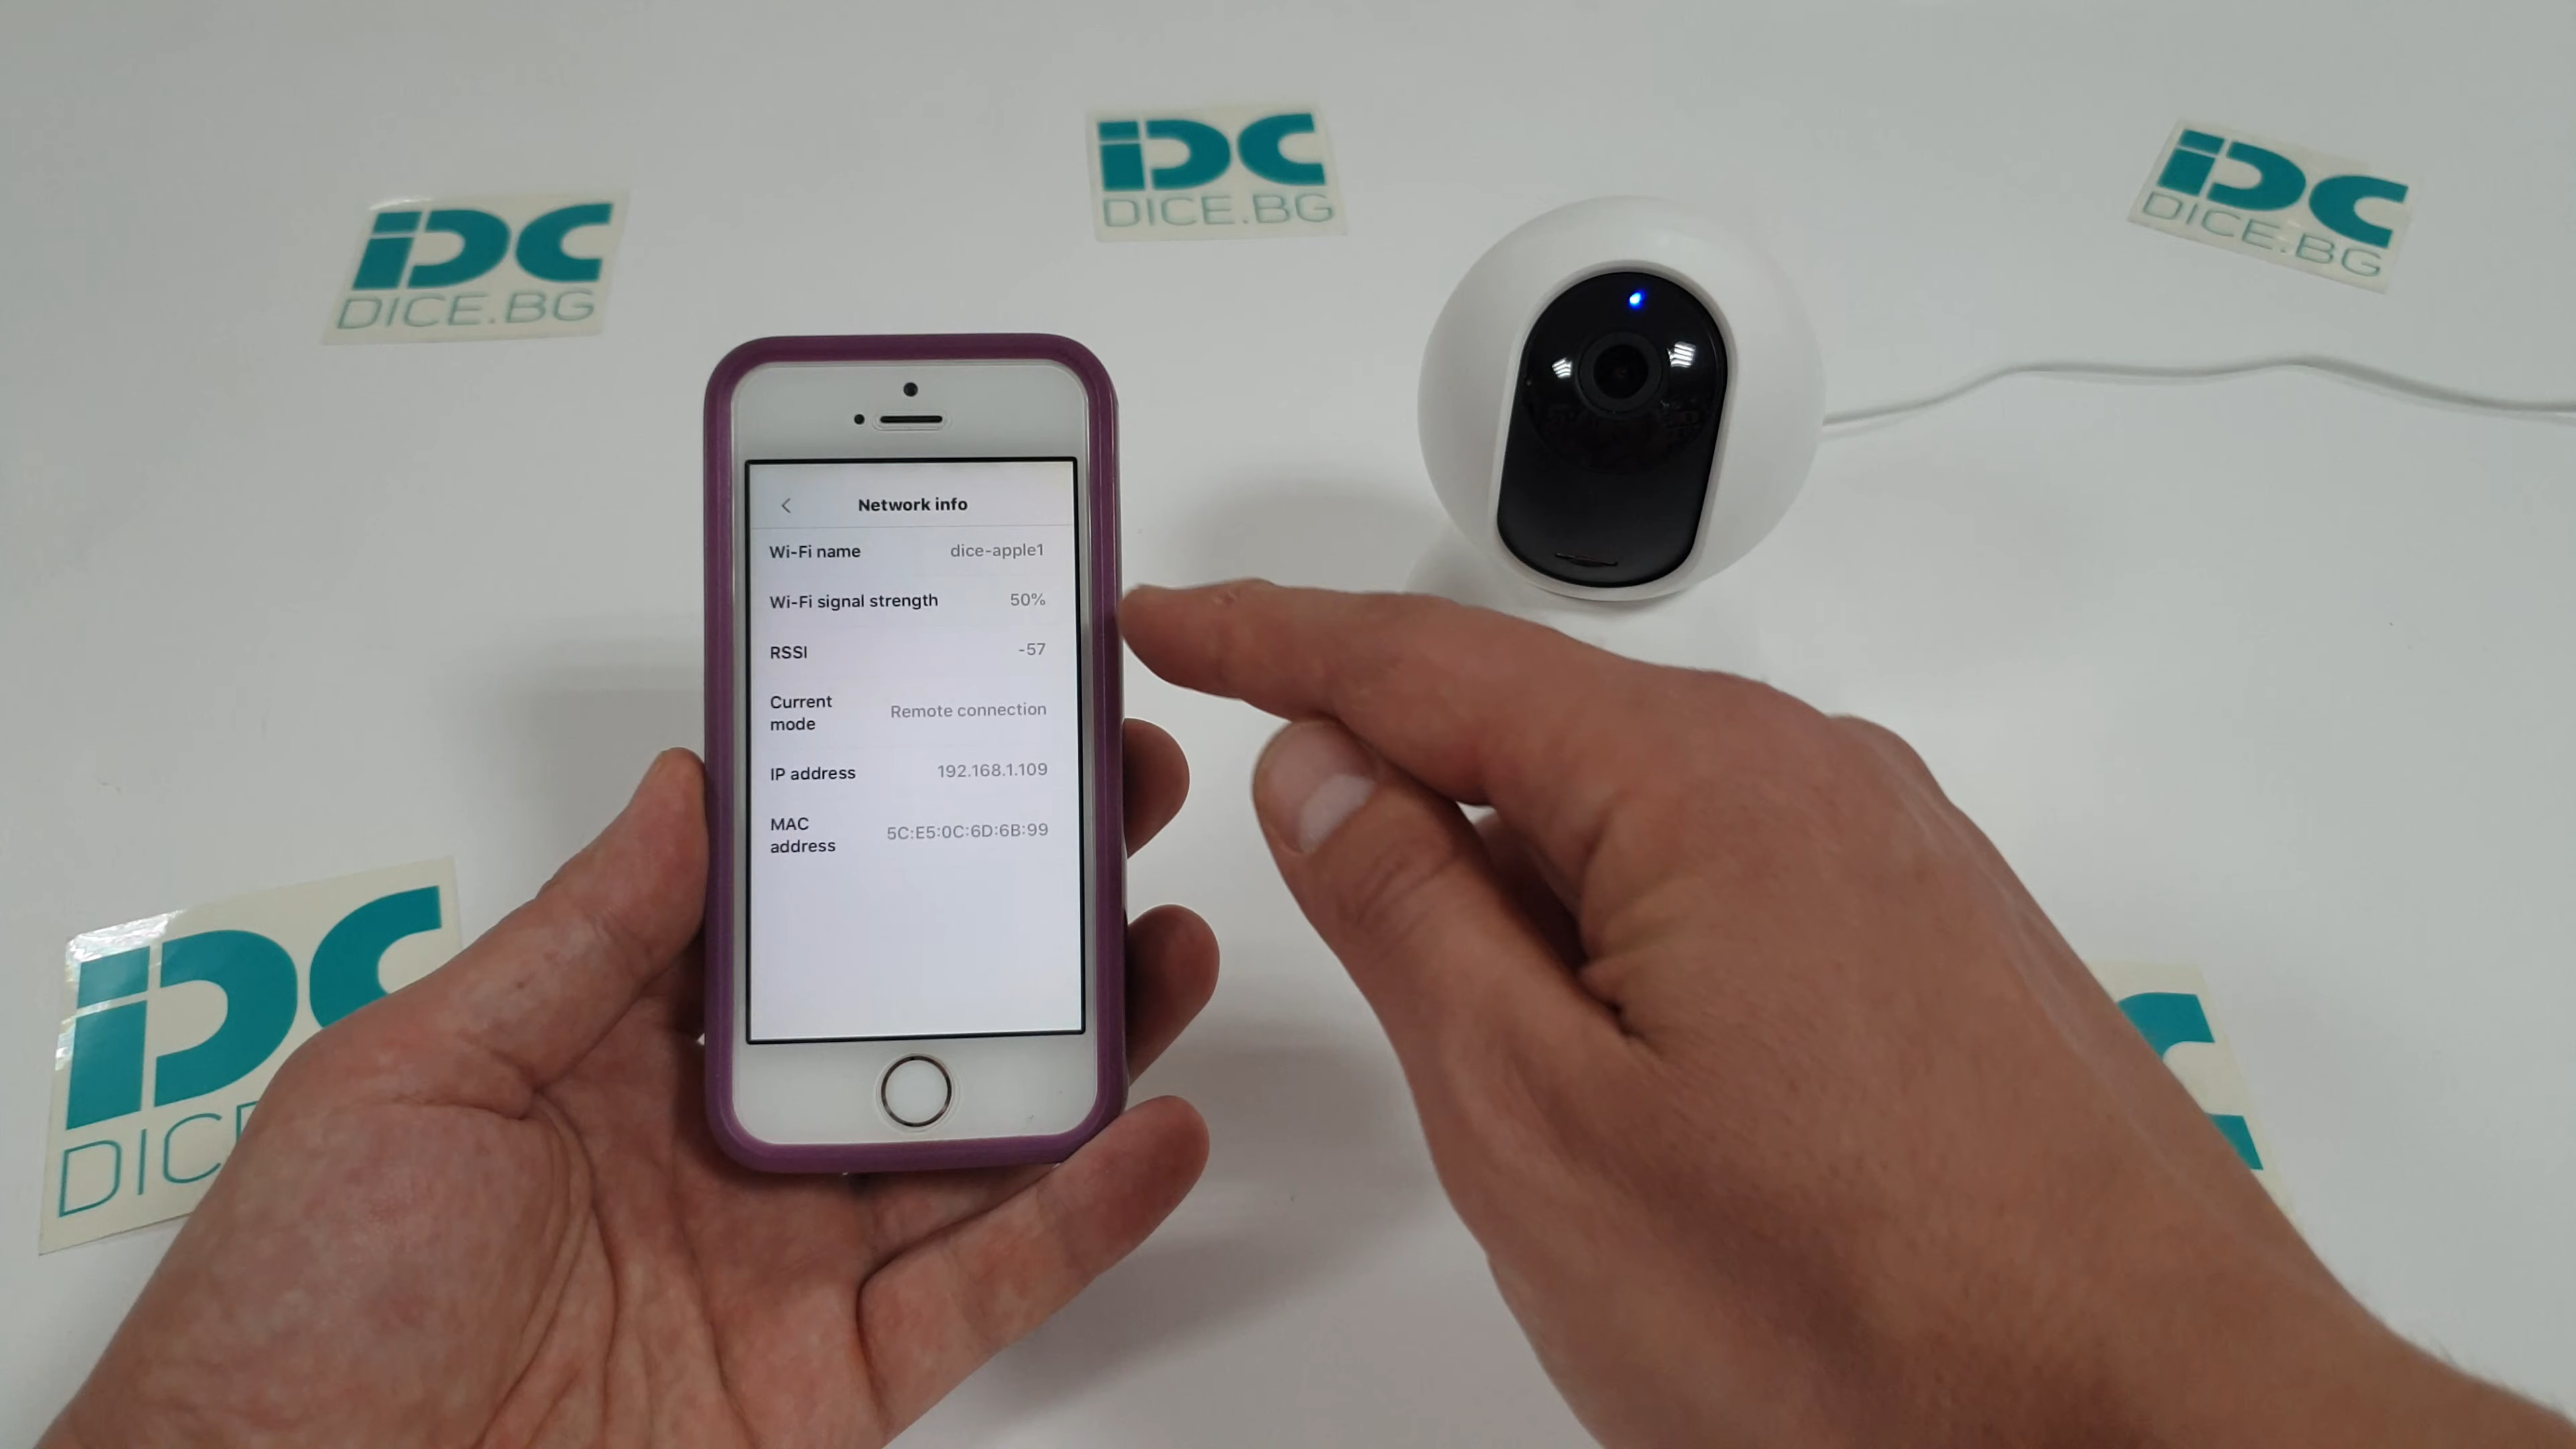 iDC
DICE.BG
iDC
DICE.BG
iDC
DICE.BG
Network info
Wi-Fi name dice-apple1
Wi-Fi signal strength 50%
RSSI -57
Current
mode
Remote connection
IP address 192.168.1.109
MAC
address
5C:E5:0C:6D:6B:99
iDC
DIC